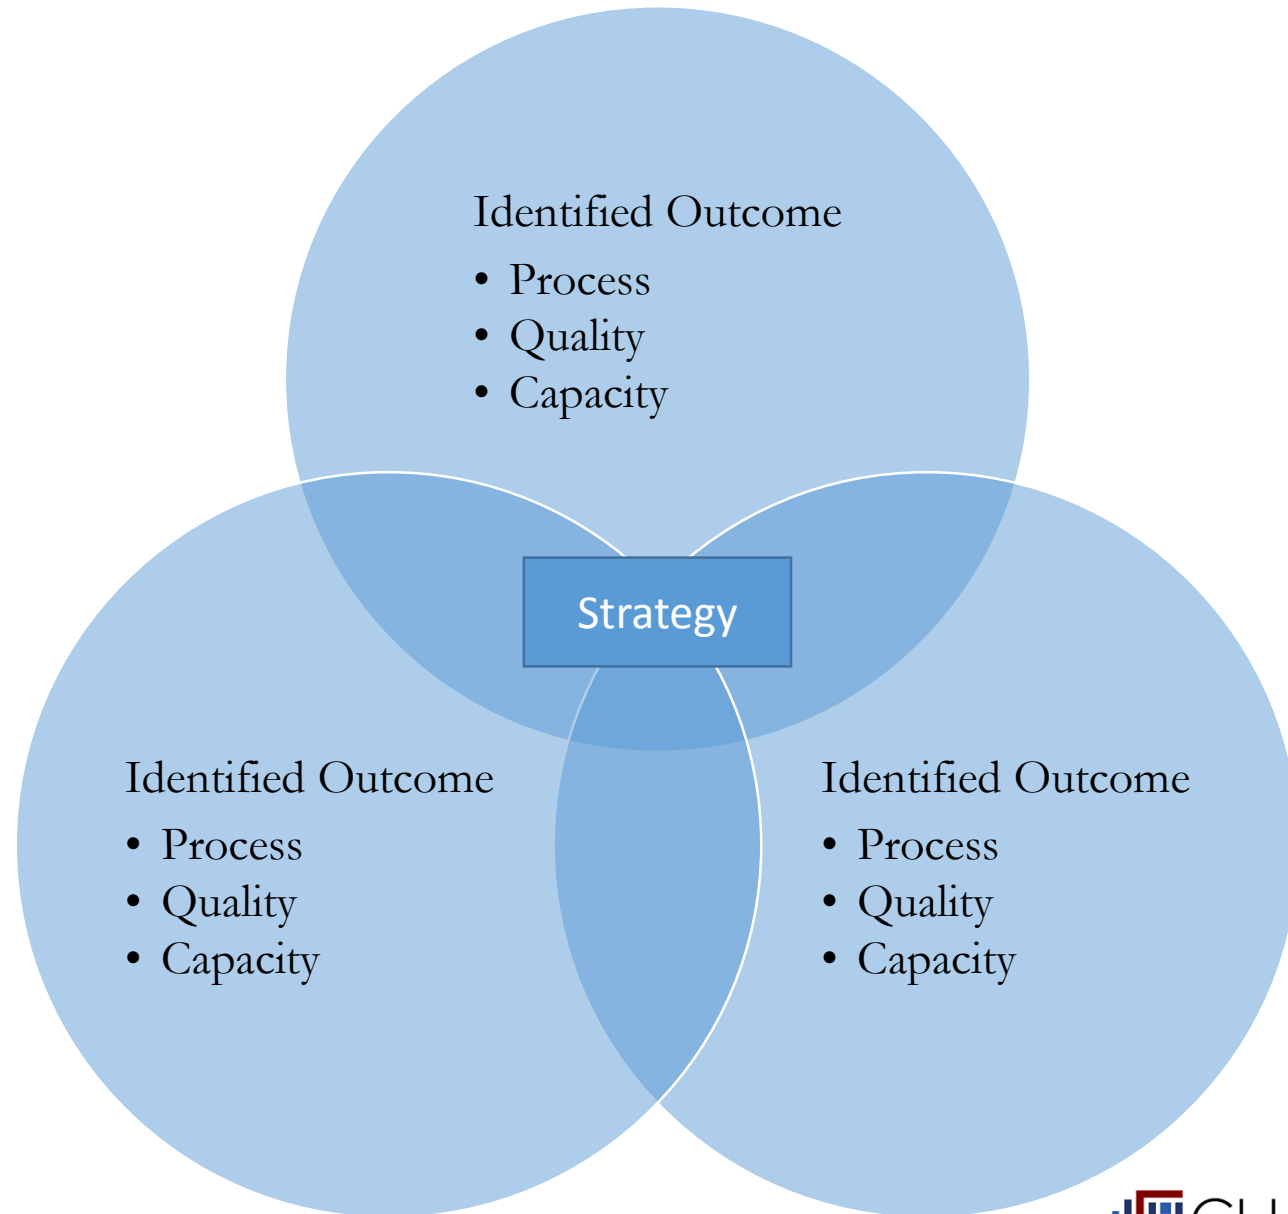 Identified Outcome
• Process
• Quality
• Capacity
Strategy
Identified Outcome
• Process
• Quality
• Capacity
Identified Outcome
• Process
• Quality
• Capacity